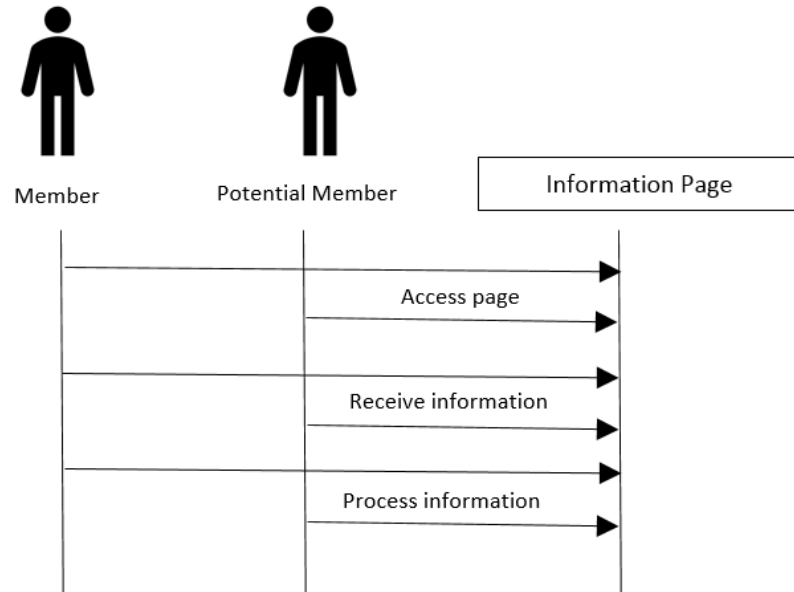 Member
Potential Member
Information Page
Access page
Receive information
Process information